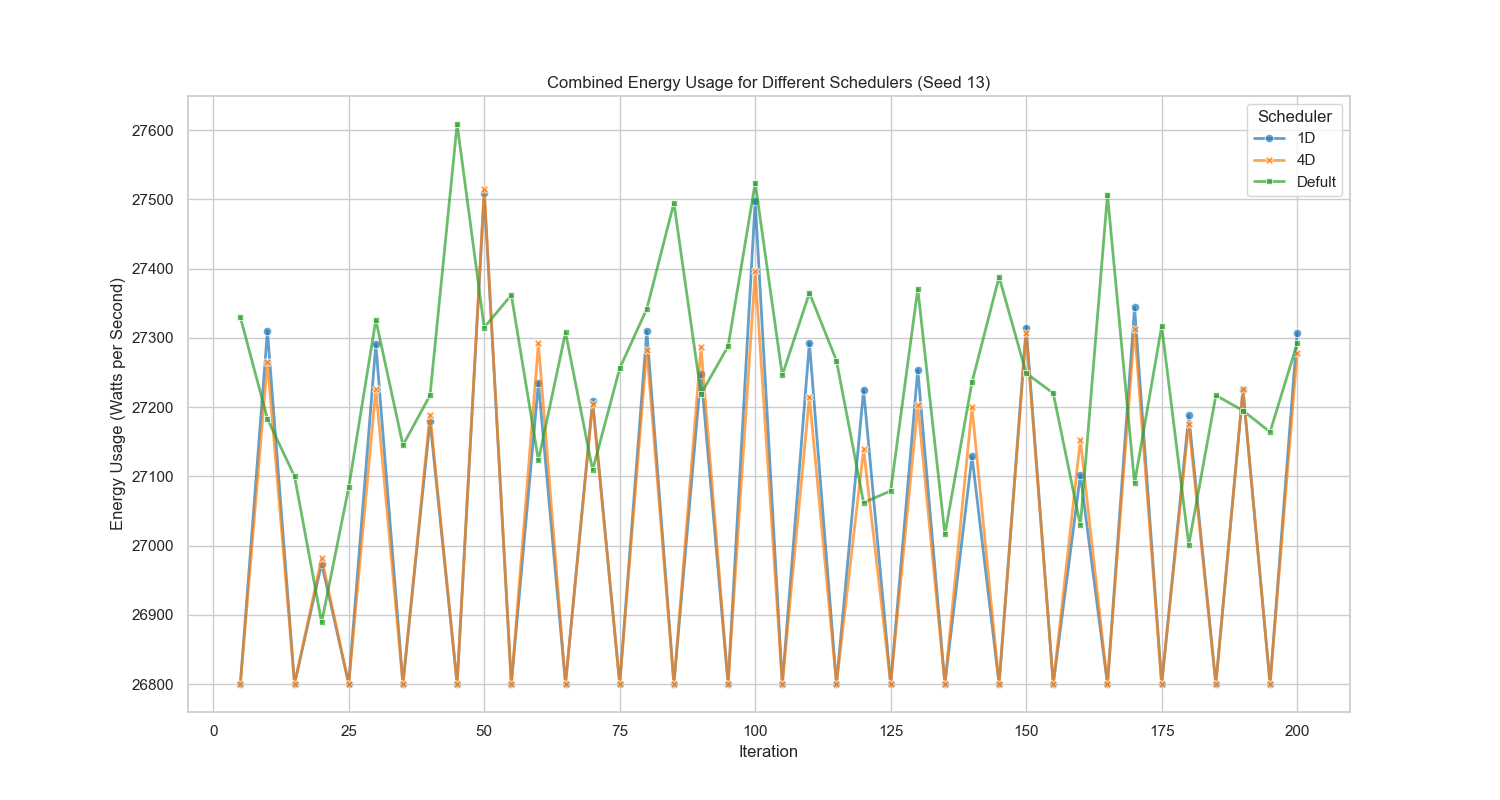 Combined Energy Usage for Different Schedulers (Seed 13)
Energy Usage (Watts per Second)
27600
27500
27400
27300
27200
27100
27000
26900
26800
Scheduler
1D
4D
Defult
0
25
50
75
100
125
150
175
200
Iteration